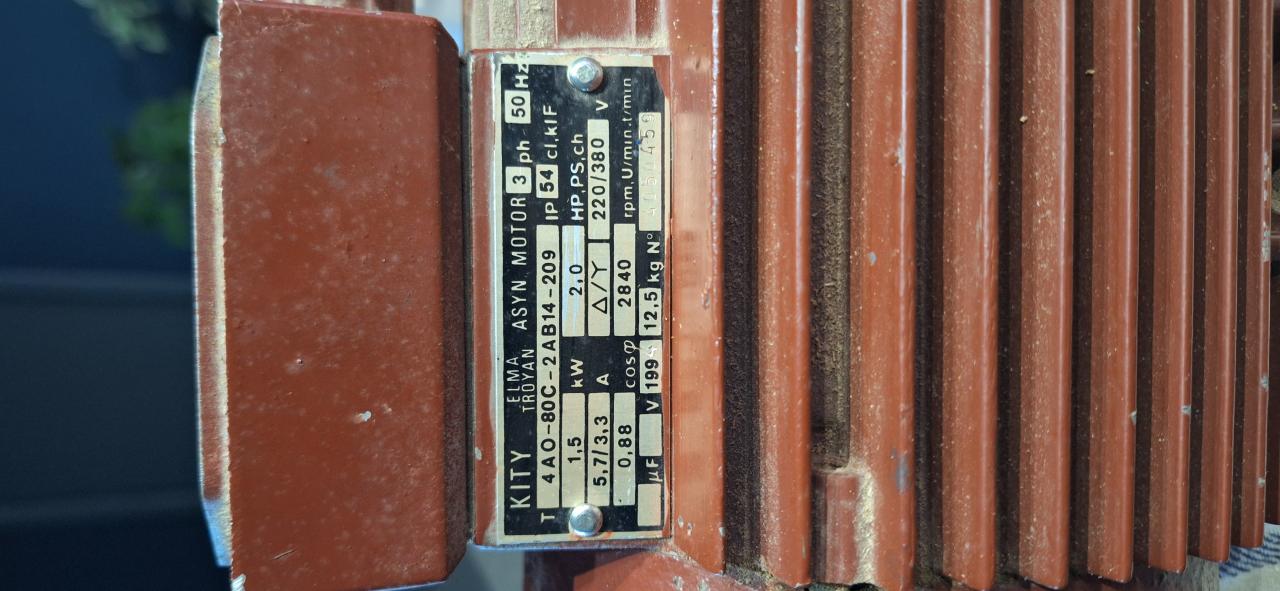 KITY ELMA TROYAN ASYN. MOTOR 3 ph 50 Hz
T 4AO-80C-2AB14-209 IP 54 cl,kl F
1,5 kW 2,0 HP,PS,ch
5,7/3,3 A Δ/Y 220/380 V
0,88 cosφ 2840 rpm,U/min,t/min
µF V 1994 12,5 kg N°